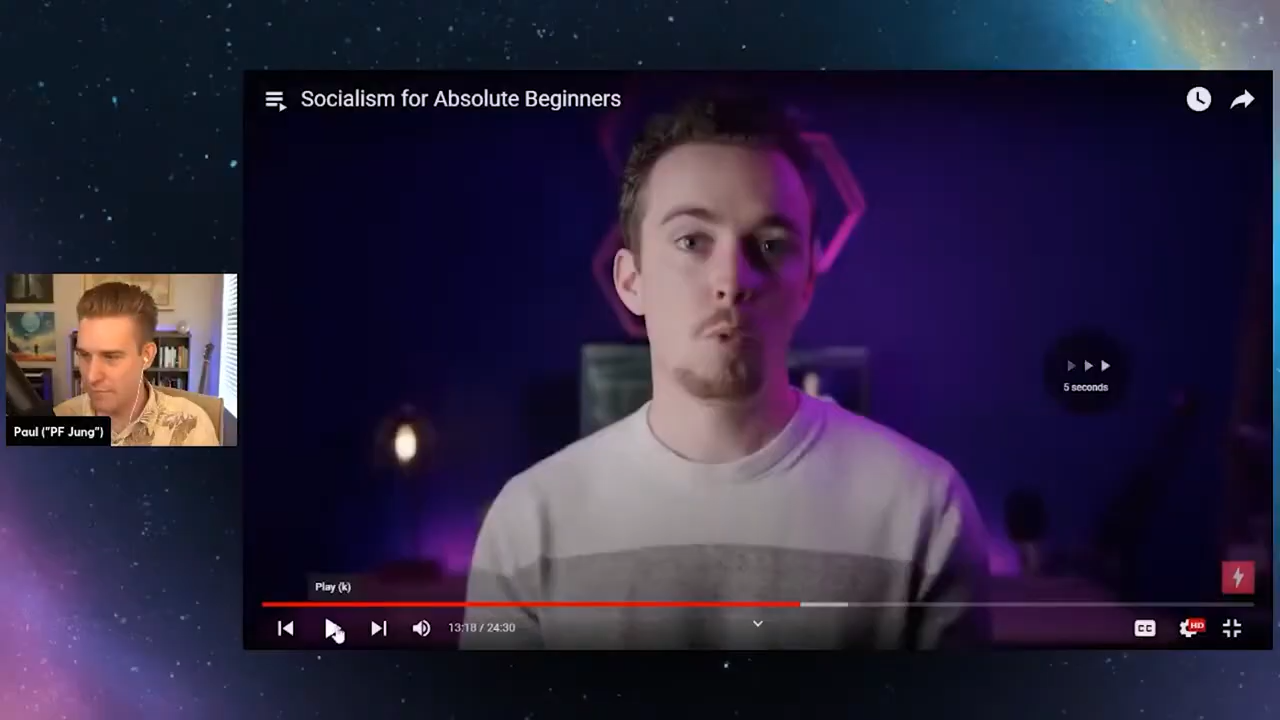 Socialism for Absolute Beginners
5 seconds
Paul ("PF Jung")
Play (k)
13:18 / 24:30
CC
HD